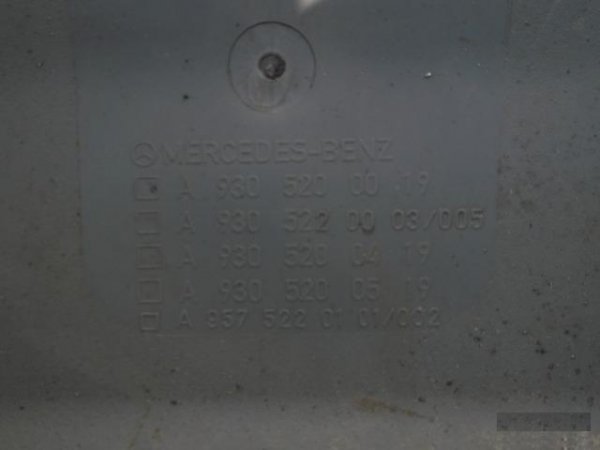 MERCEDES-BENZ
A 930 520 00 19
A 930 522 00 03/005
A 930 520 04 19
A 930 520 05 19
A 957 522 01 01/002